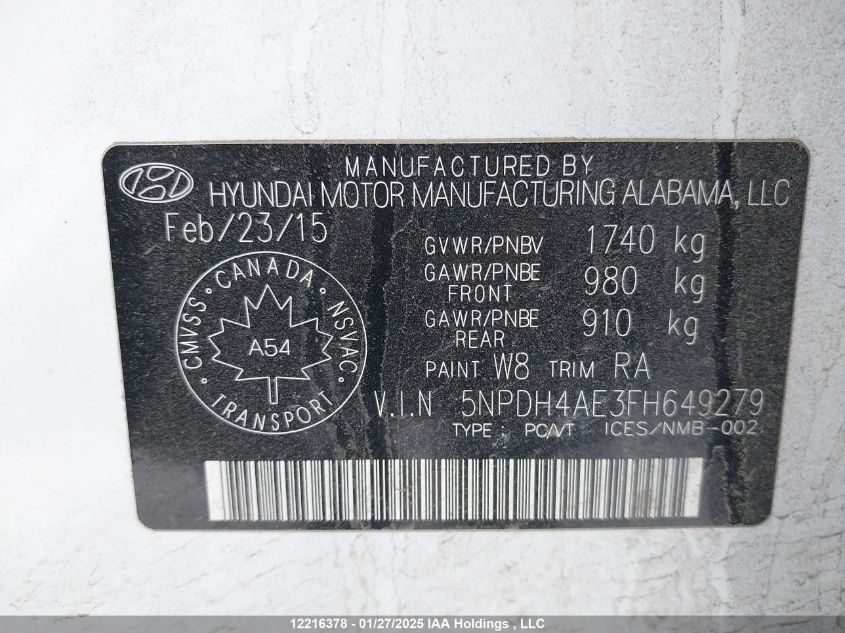 MANUFACTURED BY
HYUNDAI MOTOR MANUFACTURING ALABAMA, LLC
Feb/23/15
GVWR/PNBV 1740 kg
GAWR/PNBE FRONT 980 kg
GAWR/PNBE REAR 910 kg
PAINT W8 TRIM RA
CANADA
CMVSS
NSVAC
A54
TRANSPORT
V.I.N 5NPDH4AE3FH649279
TYPE : PC/VT ICES/NMB-002
12216378 - 01/27/2025 IAA Holdings , LLC